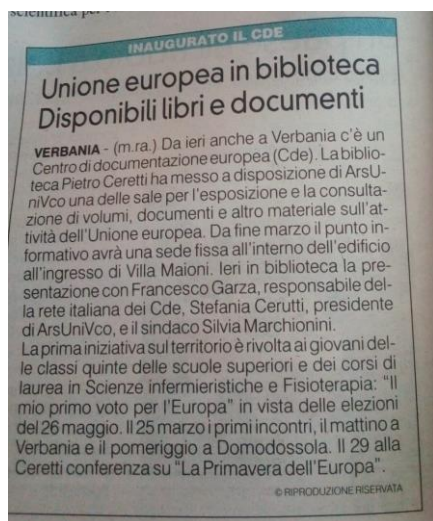 scientifica per
INAUGURATO IL CDE
Unione europea in biblioteca
Disponibili libri e documenti
VERBANIA - (m.ra.) Da ieri anche a Verbania c'è un
Centro di documentazione europea (Cde). La biblio-
teca Pietro Ceretti ha messo a disposizione di ArsU-
niVco una delle sale per l'esposizione e la consulta-
zione di volumi, documenti e altro materiale sull'at-
tività dell'Unione europea. Da fine marzo il punto in-
formativo avrà una sede fissa all'interno dell'edificio
all'ingresso di Villa Maioni. Ieri in biblioteca la pre-
sentazione con Francesco Garza, responsabile del-
la rete italiana dei Cde, Stefania Cerutti, presidente
di ArsUniVco, e il sindaco Silvia Marchionini.
La prima iniziativa sul territorio è rivolta ai giovani del-
le classi quinte delle scuole superiori e dei corsi di
laurea in Scienze infermieristiche e Fisioterapia: "Il
mio primo voto per l'Europa" in vista delle elezioni
del 26 maggio. Il 25 marzo i primi incontri, il mattino a
Verbania e il pomeriggio a Domodossola. Il 29 alla
Ceretti conferenza su "La Primavera dell'Europa".
© RIPRODUZIONE RISERVATA